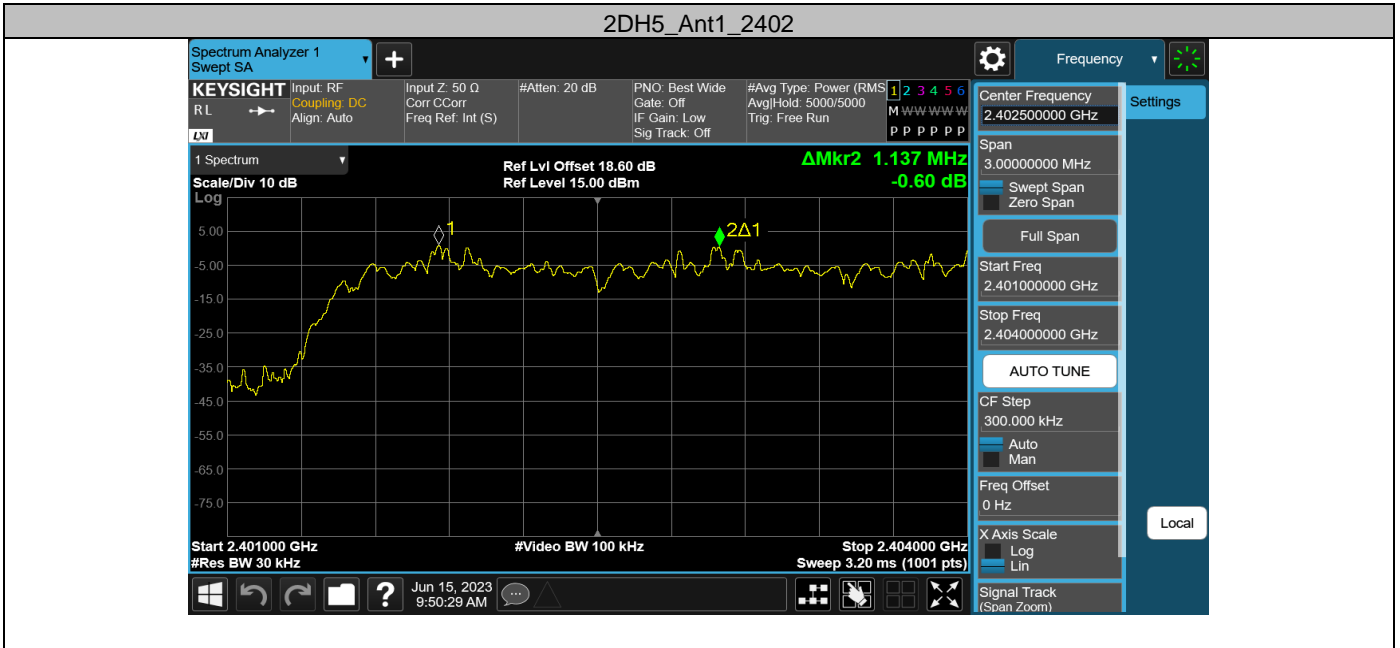 2DH5_Ant1_2402
Spectrum Analyzer 1
Swept SA
Frequency
KEYSIGHT
RL
LXI
Input: RF
Coupling: DC
Align: Auto
Input Z: 50 Ω
Corr CCorr
Freq Ref: Int (S)
#Atten: 20 dB
PNO: Best Wide
Gate: Off
IF Gain: Low
Sig Track: Off
#Avg Type: Power (RMS
Avg|Hold: 5000/5000
Trig: Free Run
1 2 3 4 5 6
M W W W W W
P P P P P P
1 Spectrum
Scale/Div 10 dB
Log
Ref Lvl Offset 18.60 dB
Ref Level 15.00 dBm
ΔMkr2 1.137 MHz
-0.60 dB
1
2Δ1
5.00
-5.00
-15.0
-25.0
-35.0
-45.0
-55.0
-65.0
-75.0
Start 2.401000 GHz
#Res BW 30 kHz
#Video BW 100 kHz
Stop 2.404000 GHz
Sweep 3.20 ms (1001 pts)
Center Frequency
2.402500000 GHz
Settings
Span
3.00000000 MHz
Swept Span
Zero Span
Full Span
Start Freq
2.401000000 GHz
Stop Freq
2.404000000 GHz
AUTO TUNE
CF Step
300.000 kHz
Auto
Man
Freq Offset
0 Hz
X Axis Scale
Log
Lin
Local
Signal Track
(Span Zoom)
?
Jun 15, 2023
9:50:29 AM